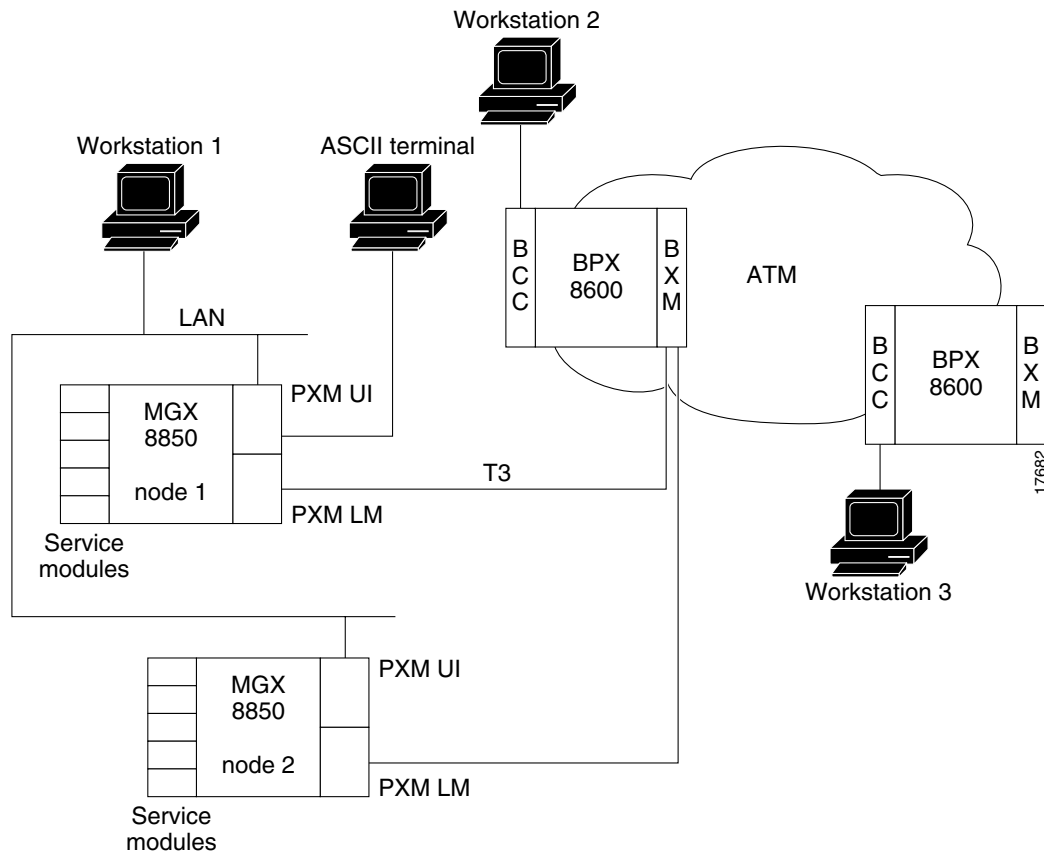 Workstation 2
Workstation 1
ASCII terminal
B
C
C
BPX
8600
B
X
M
ATM
LAN
B
C
C
BPX
8600
B
X
M
PXM UI
MGX
8850
node 1
T3
PXM LM
17682
Service
modules
Workstation 3
PXM UI
MGX
8850
node 2
PXM LM
Service
modules